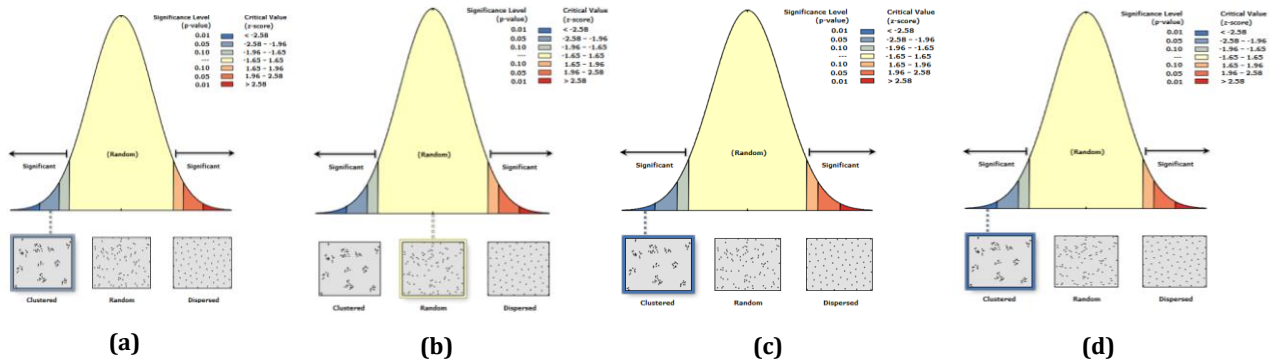 Significance Level Critical Value
(p-value) (z-score)
0.01 < -2.58
0.05 -2.58 – -1.96
0.10 -1.96 – -1.65
--- -1.65 – 1.65
0.10 1.65 – 1.96
0.05 1.96 – 2.58
0.01 > 2.58
Significant (Random) Significant
Clustered Random Dispersed
(a)
Significance Level Critical Value
(p-value) (z-score)
0.01 < -2.58
0.05 -2.58 – -1.96
0.10 -1.96 – -1.65
--- -1.65 – 1.65
0.10 1.65 – 1.96
0.05 1.96 – 2.58
0.01 > 2.58
Significant (Random) Significant
Clustered Random Dispersed
(b)
Significance Level Critical Value
(p-value) (z-score)
0.01 < -2.58
0.05 -2.58 – -1.96
0.10 -1.96 – -1.65
--- -1.65 – 1.65
0.10 1.65 – 1.96
0.05 1.96 – 2.58
0.01 > 2.58
Significant (Random) Significant
Clustered Random Dispersed
(c)
Significance Level Critical Value
(p-value) (z-score)
0.01 < -2.58
0.05 -2.58 – -1.96
0.10 -1.96 – -1.65
--- -1.65 – 1.65
0.10 1.65 – 1.96
0.05 1.96 – 2.58
0.01 > 2.58
Significant (Random) Significant
Clustered Random Dispersed
(d)